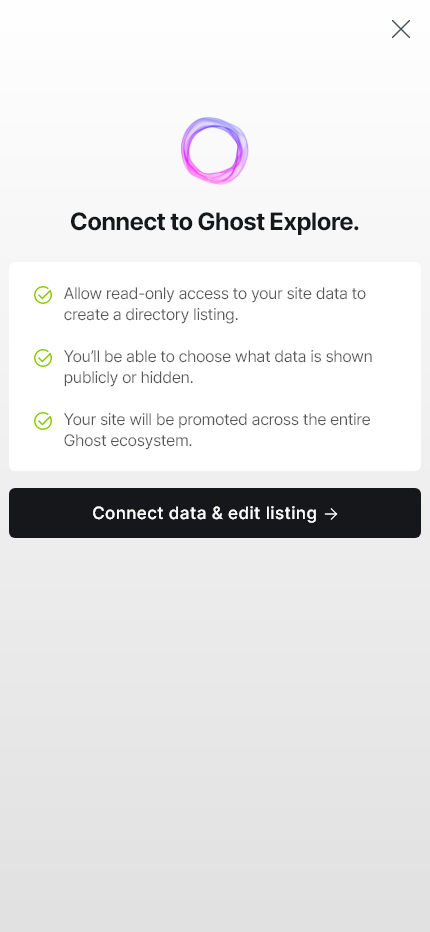 Connect to Ghost Explore.
Allow read-only access to your site data to
create a directory listing.
You’ll be able to choose what data is shown
publicly or hidden.
Your site will be promoted across the entire
Ghost ecosystem.
Connect data & edit listing →